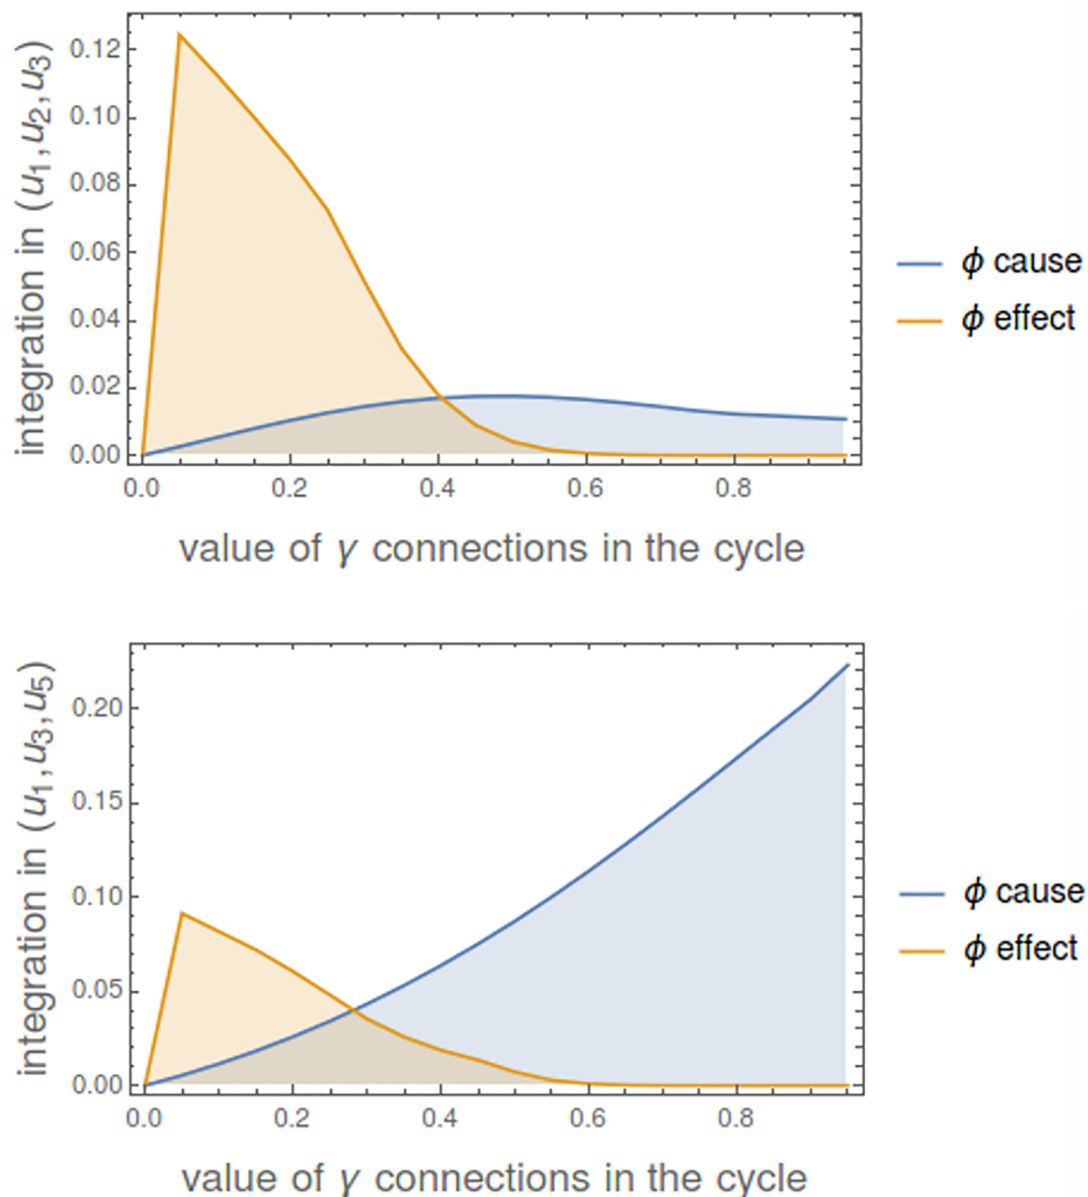 integration in (u₁,u₂,u₃)
0.12
0.10
0.08
0.06
0.04
0.02
0.00
0.0 0.2 0.4 0.6 0.8
value of γ connections in the cycle
ϕ cause
ϕ effect
integration in (u₁,u₃,u₅)
0.20
0.15
0.10
0.05
0.00
0.0 0.2 0.4 0.6 0.8
value of γ connections in the cycle
ϕ cause
ϕ effect